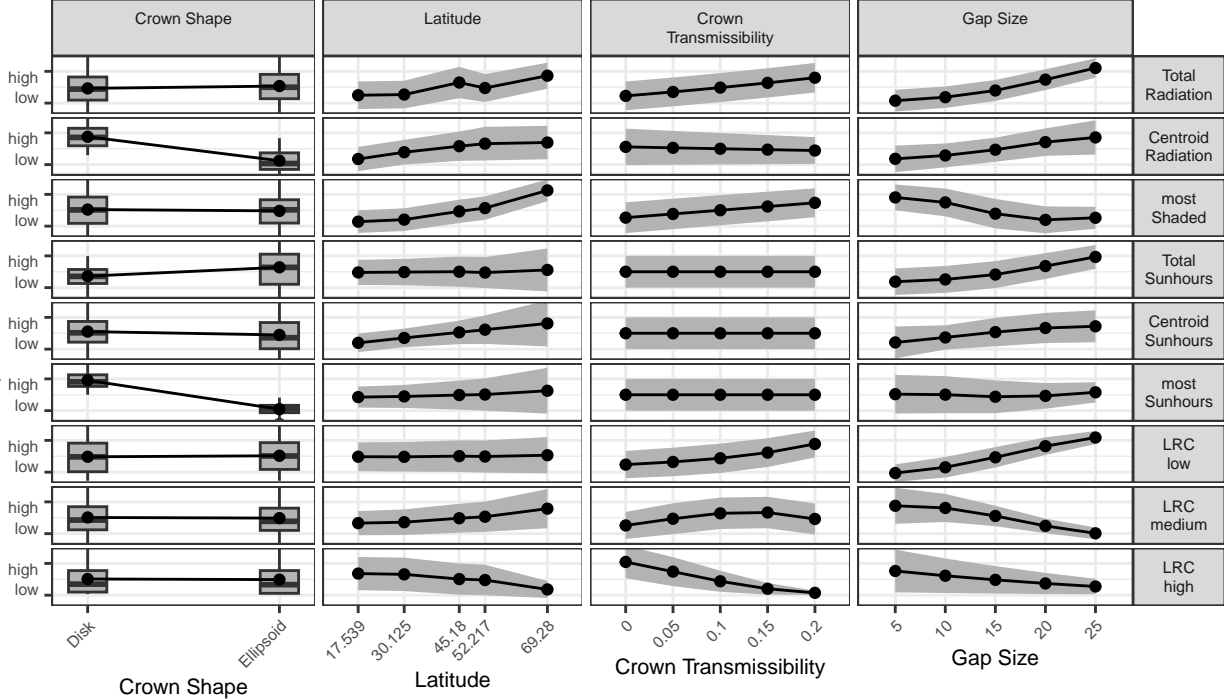 Crown Shape
Latitude
Crown
Transmissibility
Gap Size
high
low
Total
Radiation
high
low
Centroid
Radiation
high
low
most
Shaded
high
low
Total
Sunhours
high
low
Centroid
Sunhours
high
low
most
Sunhours
high
low
LRC
low
high
low
LRC
medium
high
low
LRC
high
Disk
Ellipsoid
17.539
30.125
45.18
52.217
69.28
0
0.05
0.1
0.15
0.2
5
10
15
20
25
Crown Shape
Latitude
Crown Transmissibility
Gap Size